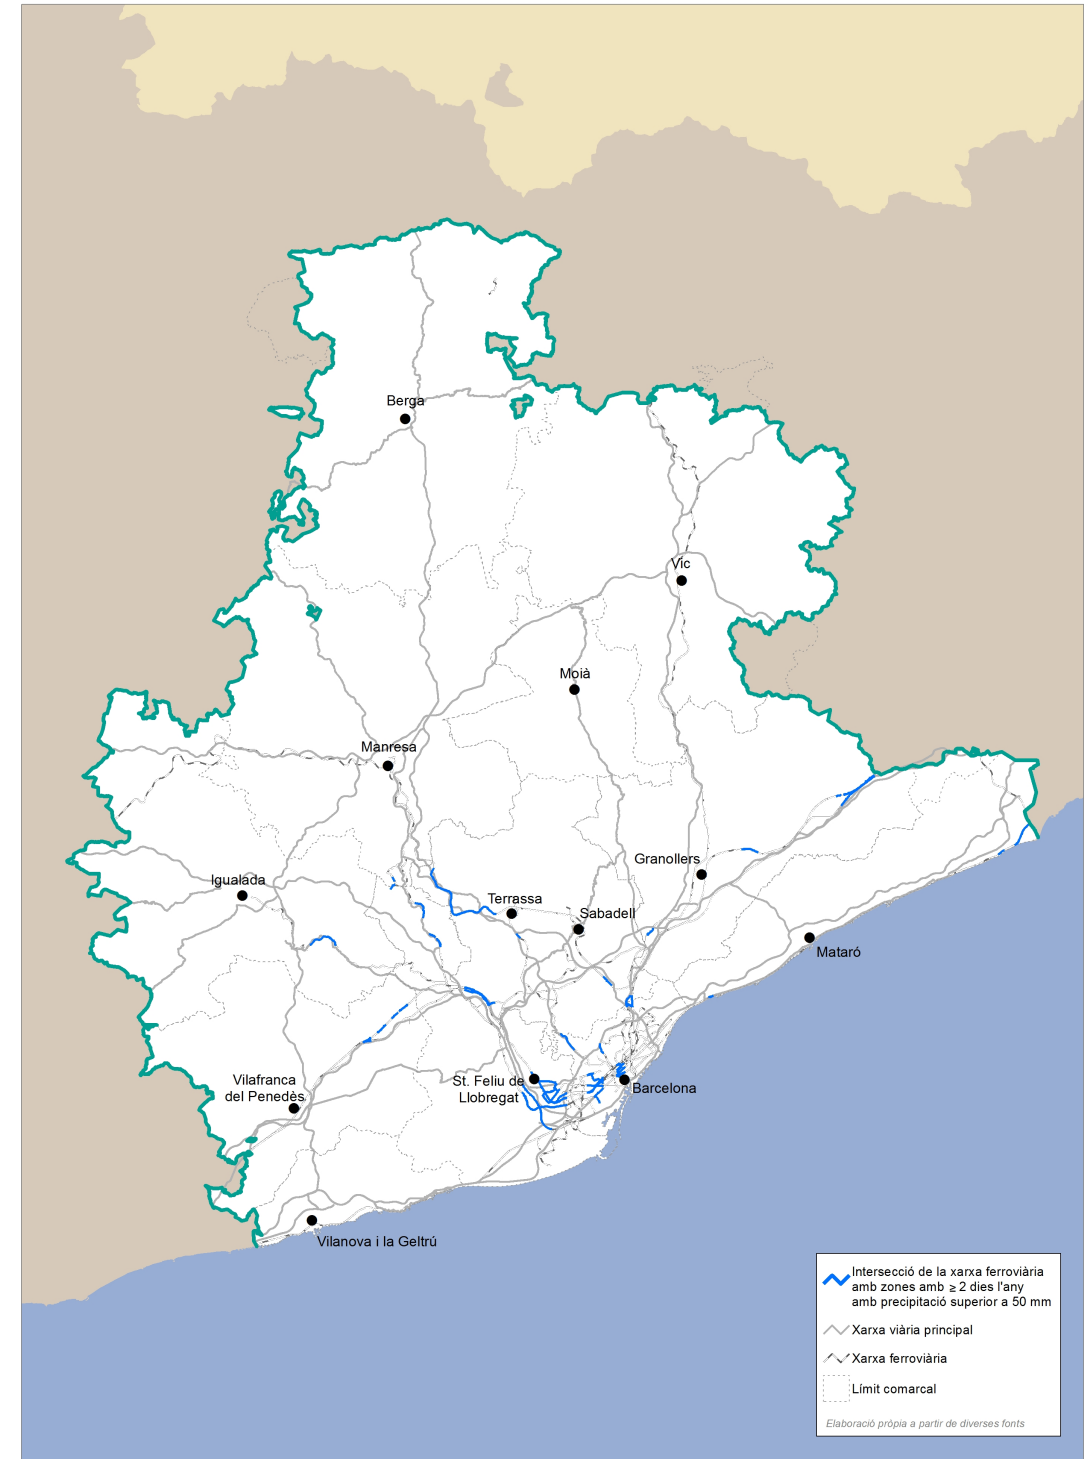 Berga
Vic
Moià
Manresa
Granollers
Igualada
Terrassa
Sabadell
Mataró
Vilafranca
del Penedès
St. Feliu de
Llobregat
Barcelona
Vilanova i la Geltrú
Intersecció de la xarxa ferroviària
amb zones amb ≥ 2 dies l'any
amb precipitació superior a 50 mm
Xarxa viària principal
Xarxa ferroviària
Límit comarcal
Elaboració pròpia a partir de diverses fonts